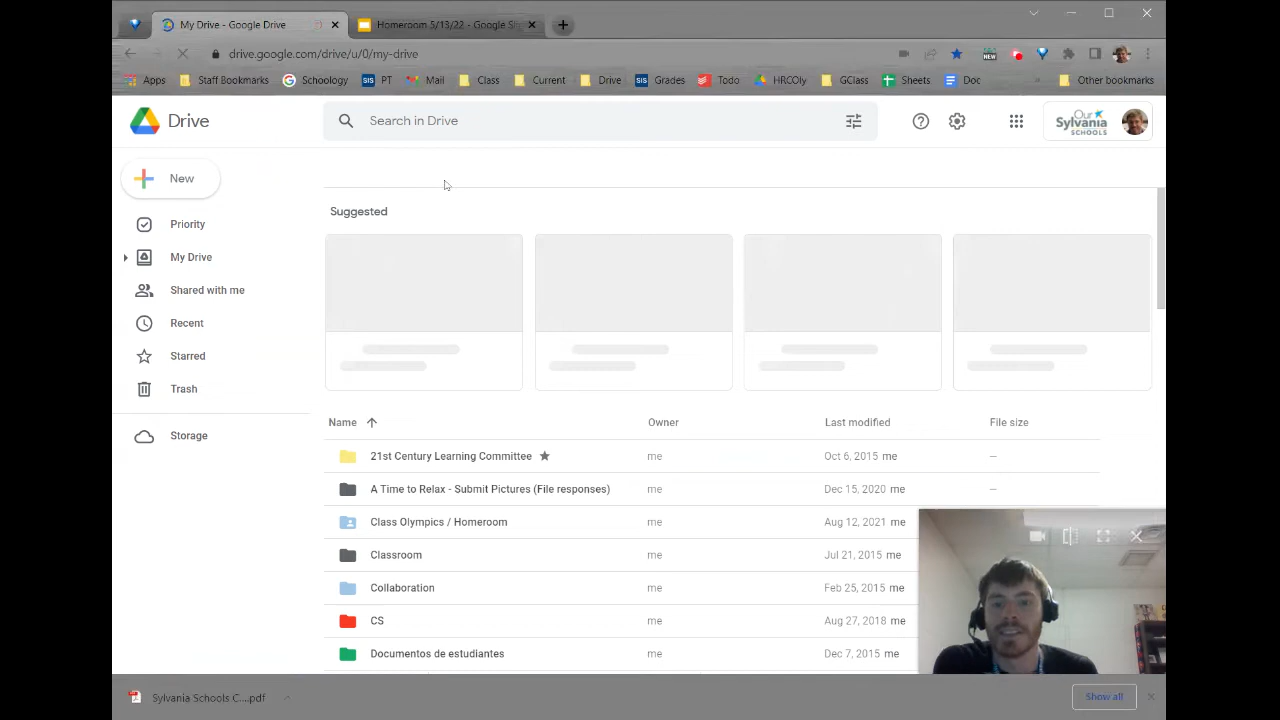 My Drive - Google Drive
Homeroom 5/13/22 - Google Sli
drive.google.com/drive/u/0/my-drive
NEW
Apps Staff Bookmarks Schoology SIS PT Mail Class Current Drive SIS Grades Todo HRCOly GClass Sheets Doc » Other bookmarks
Drive
Search in Drive
Our Sylvania SCHOOLS
New
Priority
My Drive
Shared with me
Recent
Starred
Trash
Storage
Suggested
Name Owner Last modified File size
21st Century Learning Committee me Oct 6, 2015 me –
A Time to Relax - Submit Pictures (File responses) me Dec 15, 2020 me –
Class Olympics / Homeroom me Aug 12, 2021 me
Classroom me Jul 21, 2015 me
Collaboration me Feb 25, 2015 me
CS me Aug 27, 2018 me
Documentos de estudiantes me Dec 7, 2015 me
Sylvania Schools C....pdf
Show all